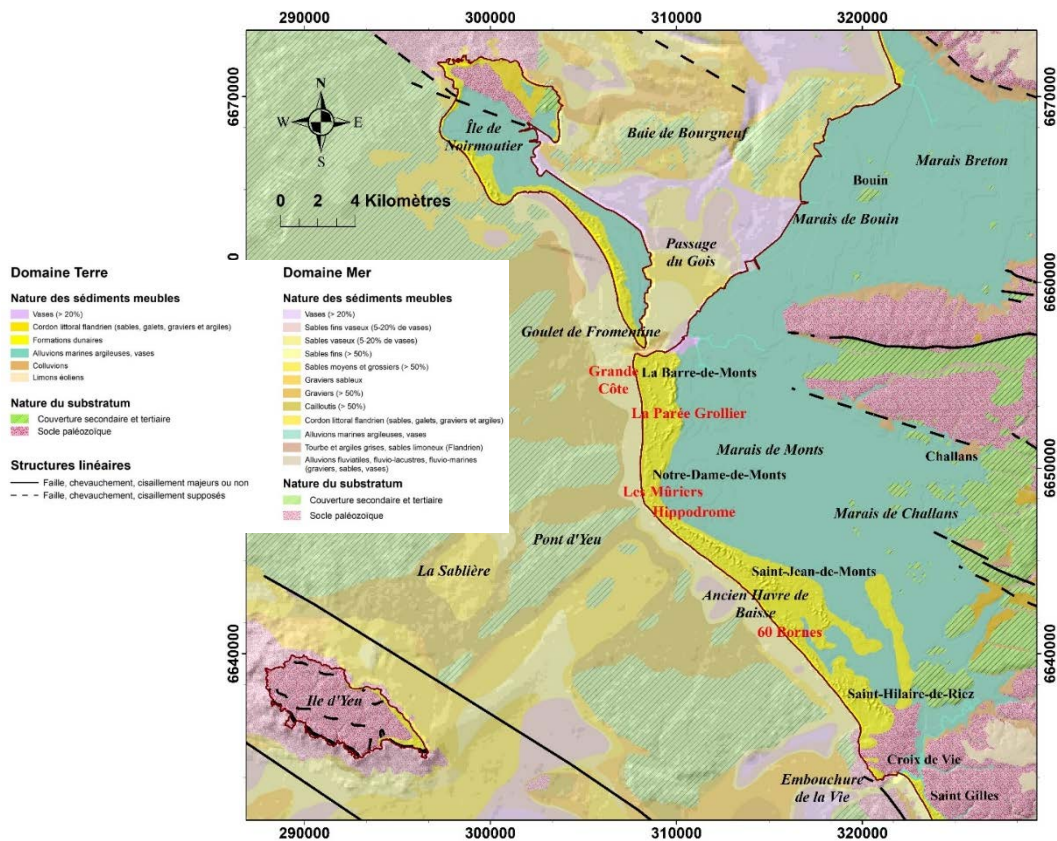 290000 300000 310000 320000
6670000
6670000
N
W E
S
0 2 4 Kilomètres
Île de
Noirmoutier
Baie de Bourgneuf
Marais Breton
Bouin
Marais de Bouin
Passage
du Gois
0
6660000
Goulet de Fromentine
Domaine Terre
Nature des sédiments meubles
Vases (> 20%)
Cordon littoral flandrien (sables, galets, graviers et argiles)
Formations dunaires
Alluvions marines argileuses, vases
Colluvions
Limons éoliens
Nature du substratum
Couverture secondaire et tertiaire
Socle paléozoïque
Structures linéaires
Faille, chevauchement, cisaillement majeurs ou non
Faille, chevauchement, cisaillement supposés
Domaine Mer
Nature des sédiments meubles
Vases (> 20%)
Sables fins vaseux (5-20% de vases)
Sables vaseux (5-20% de vases)
Sables fins (> 50%)
Sables moyens et grossiers (> 50%)
Graviers sableux
Graviers (> 50%)
Cailloutis (> 50%)
Cordon littoral flandrien (sables, galets, graviers et argiles)
Alluvions marines argileuses, vases
Tourbe et argiles grises, sables limoneux (Flandrien)
Alluvions fluviatiles, fluvio-lacustres, fluvio-marines
(graviers, sables, vases)
Nature du substratum
Couverture secondaire et tertiaire
Socle paléozoïque
Grande
Côte
La Barre-de-Monts
La Parée Grollier
Marais de Monts
Challans
Notre-Dame-de-Monts
6650000
Les Mûriers
Hippodrome
Marais de Challans
Pont d'Yeu
La Sablière
Saint-Jean-de-Monts
Ancien Havre de
Baisse
60 Bornes
6640000
6640000
Ile d'Yeu
Saint-Hilaire-de-Riez
Croix de Vie
Embouchure
de la Vie
Saint Gilles
290000 300000 310000 320000